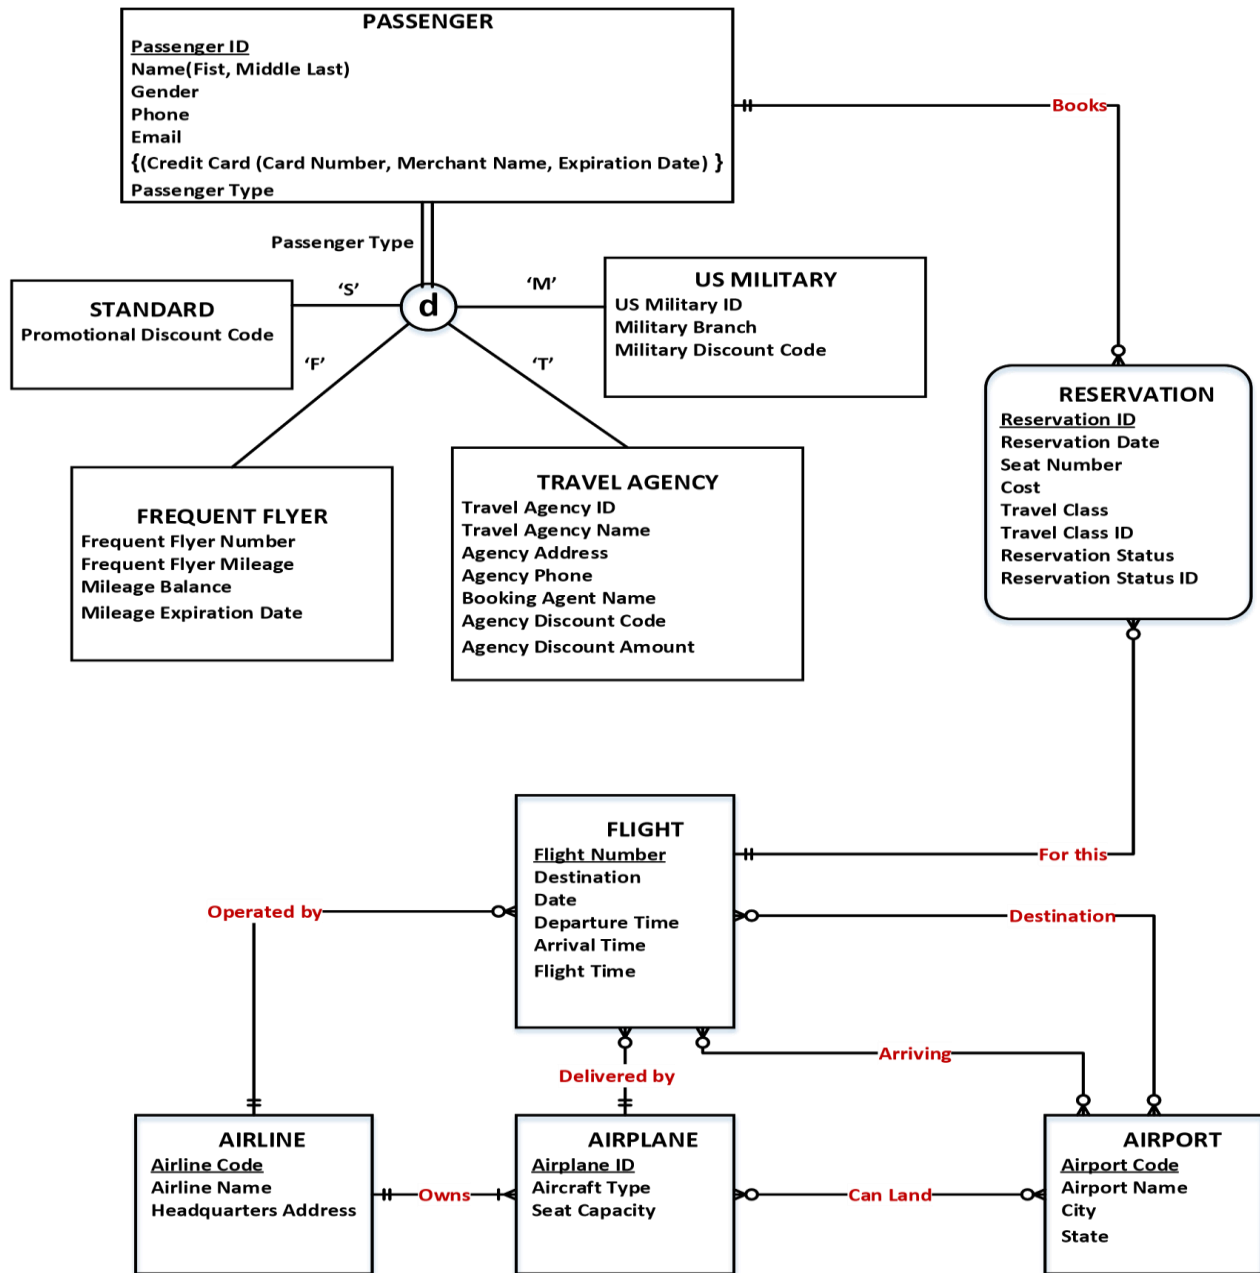 PASSENGER
Passenger ID
Name(Fist, Middle Last)
Gender
Phone
Email
{(Credit Card (Card Number, Merchant Name, Expiration Date) }
Passenger Type
Books
Passenger Type
d
‘S’
‘M’
‘F’
‘T’
STANDARD
Promotional Discount Code
US MILITARY
US Military ID
Military Branch
Military Discount Code
FREQUENT FLYER
Frequent Flyer Number
Frequent Flyer Mileage
Mileage Balance
Mileage Expiration Date
TRAVEL AGENCY
Travel Agency ID
Travel Agency Name
Agency Address
Agency Phone
Booking Agent Name
Agency Discount Code
Agency Discount Amount
RESERVATION
Reservation ID
Reservation Date
Seat Number
Cost
Travel Class
Travel Class ID
Reservation Status
Reservation Status ID
FLIGHT
Flight Number
Destination
Date
Departure Time
Arrival Time
Flight Time
For this
Operated by
Destination
Arriving
Delivered by
AIRLINE
Airline Code
Airline Name
Headquarters Address
Owns
AIRPLANE
Airplane ID
Aircraft Type
Seat Capacity
Can Land
AIRPORT
Airport Code
Airport Name
City
State